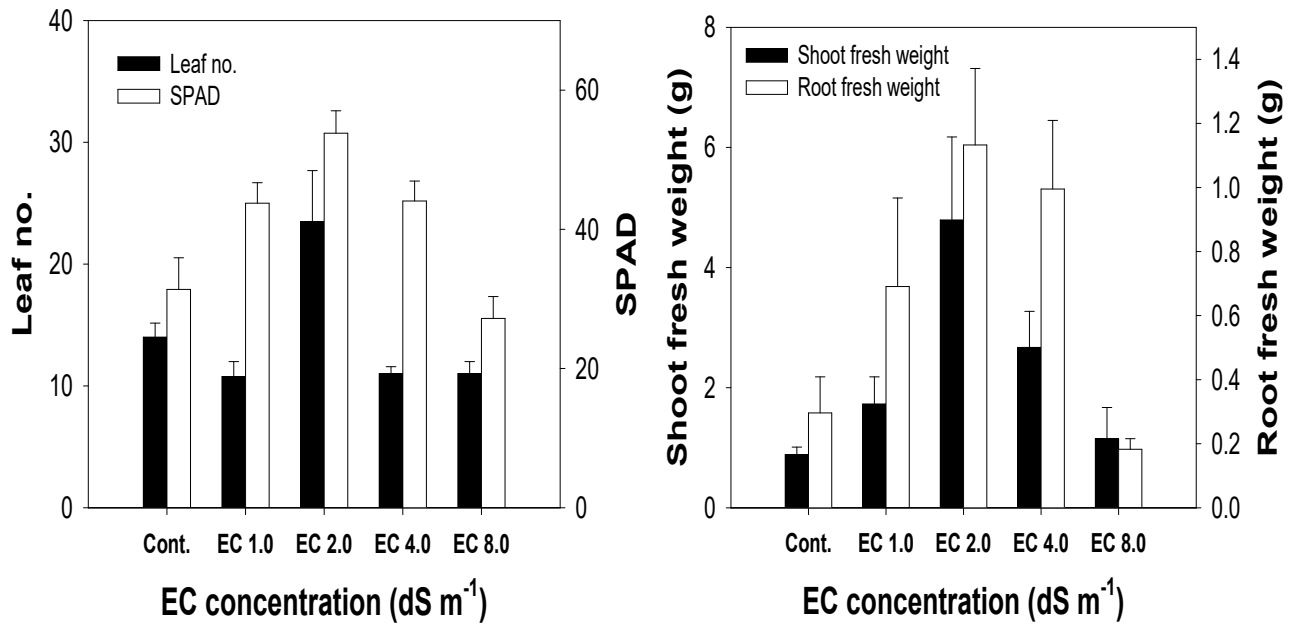 40
30
20
10
0
Leaf no.
Leaf no.
SPAD
60
40
20
0
SPAD
Cont. EC 1.0 EC 2.0 EC 4.0 EC 8.0
EC concentration (dS m-1)
8
6
4
2
0
Shoot fresh weight (g)
Shoot fresh weight
Root fresh weight
1.4
1.2
1.0
0.8
0.6
0.4
0.2
0.0
Root fresh weight (g)
Cont. EC 1.0 EC 2.0 EC 4.0 EC 8.0
EC concentration (dS m-1)